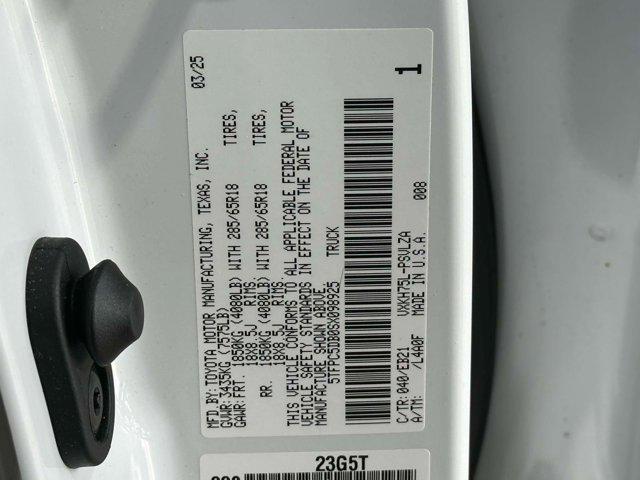 MFD.BY: TOYOTA MOTOR MANUFACTURING, TEXAS, INC. 03/25
GVWR: 3435KG (7575LB)
GAWR: FRT. 1850KG (4080LB) WITH 285/65R18 TIRES,
18X8.5J RIMS
RR. 1850KG (4080LB) WITH 285/65R18 TIRES,
18X8.5J RIMS
THIS VEHICLE CONFORMS TO ALL APPLICABLE FEDERAL MOTOR
VEHICLE SAFETY STANDARDS IN EFFECT ON THE DATE OF
MANUFACTURE SHOWN ABOVE.
5TFPC5DB0SX098925 TRUCK
C/TR: 040/EB21 VXKH75L-PSVLZA 1
A/TM: /L4A0F MADE IN U.S.A. 008
23G5T